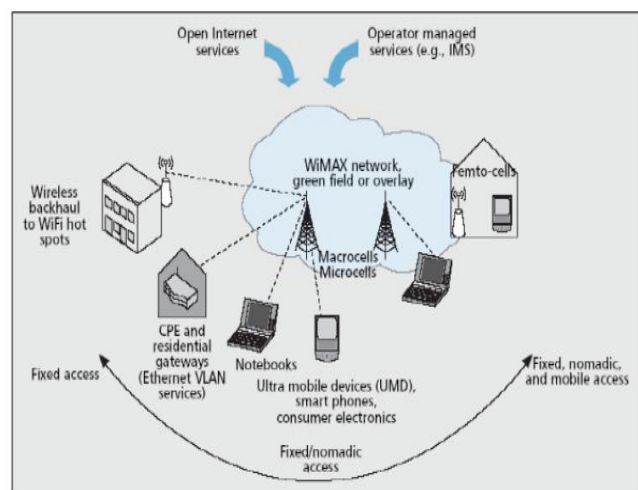 Open Internet
services
Operator managed
services (e.g., IMS)
WiMAX network,
green field or overlay
Femto-cells
Wireless
backhaul
to WiFi hot
spots
Macrocells
Microcells
CPE and
residential
gateways
(Ethernet VLAN
services)
Notebooks
Ultra mobile devices (UMD),
smart phones,
consumer electronics
Fixed access
Fixed, nomadic,
and mobile access
Fixed/nomadic
access